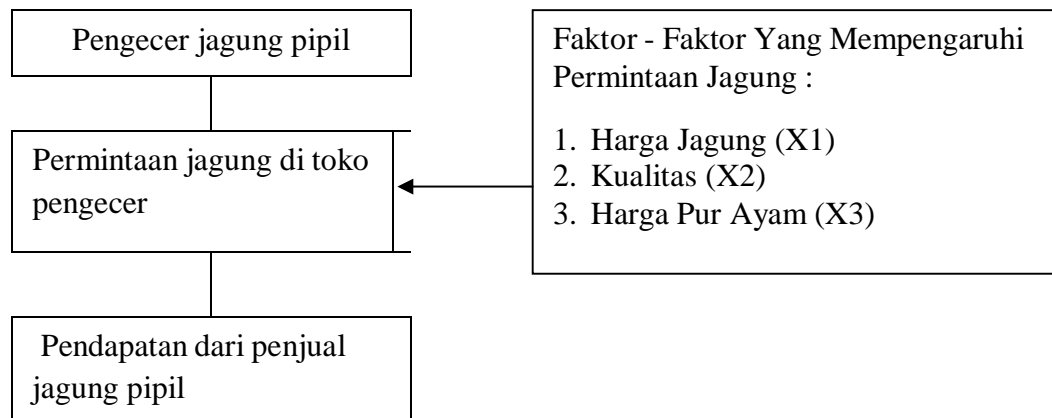 Pengecer jagung pipil
Permintaan jagung di toko
pengecer
Pendapatan dari penjual
jagung pipil
Faktor - Faktor Yang Mempengaruhi
Permintaan Jagung :
1. Harga Jagung (X1)
2. Kualitas (X2)
3. Harga Pur Ayam (X3)